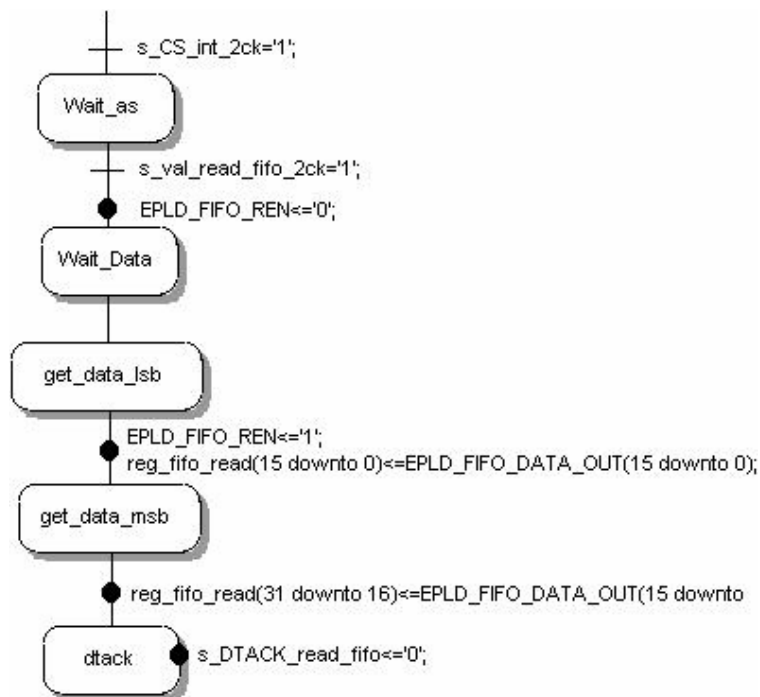 s_CS_int_2ck='1';
Wait_as
s_val_read_fifo_2ck='1';
EPLD_FIFO_REN<='0';
Wait_Data
get_data_lsb
EPLD_FIFO_REN<='1';
reg_fifo_read(15 downto 0)<=EPLD_FIFO_DATA_OUT(15 downto 0);
get_data_msb
reg_fifo_read(31 downto 16)<=EPLD_FIFO_DATA_OUT(15 downto
dtack
s_DTACK_read_fifo<='0';